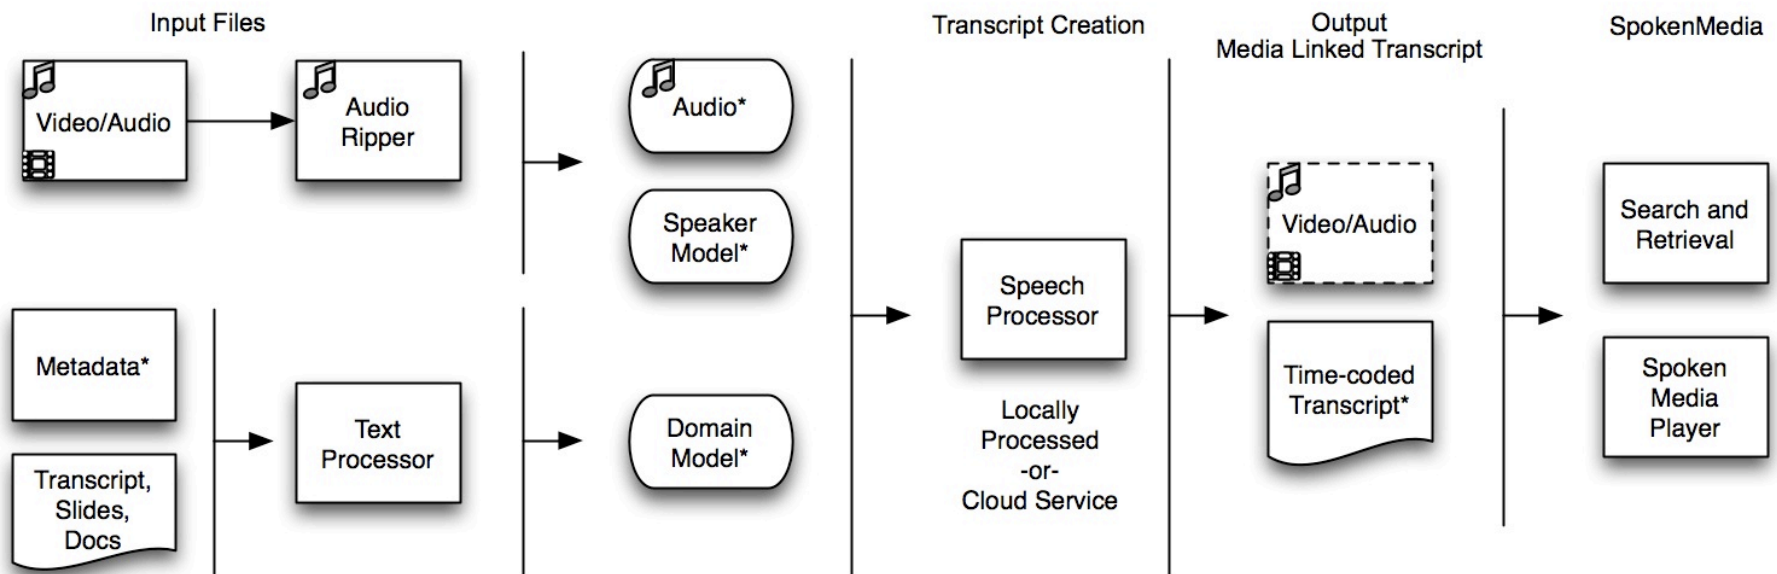 Input Files
Transcript Creation
Output
Media Linked Transcript
SpokenMedia
Video/Audio
Audio
Ripper
Audio*
Speaker
Model*
Metadata*
Transcript,
Slides,
Docs
Text
Processor
Domain
Model*
Speech
Processor
Locally
Processed
-or-
Cloud Service
Video/Audio
Time-coded
Transcript*
Search and
Retrieval
Spoken
Media
Player